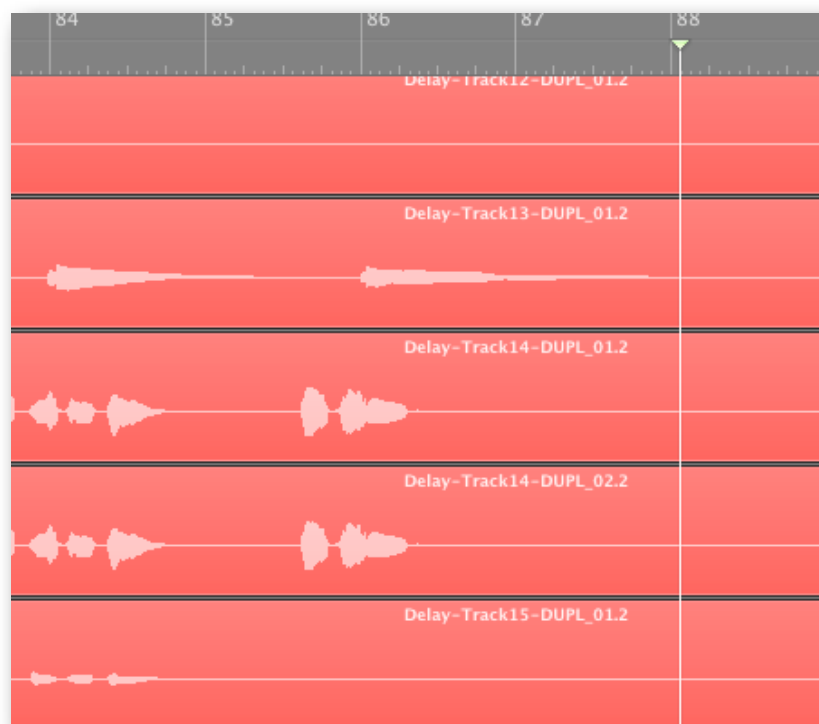 84 85 86 87 88
Delay-Track12-DUPL_01.2
Delay-Track13-DUPL_01.2
Delay-Track14-DUPL_01.2
Delay-Track14-DUPL_02.2
Delay-Track15-DUPL_01.2